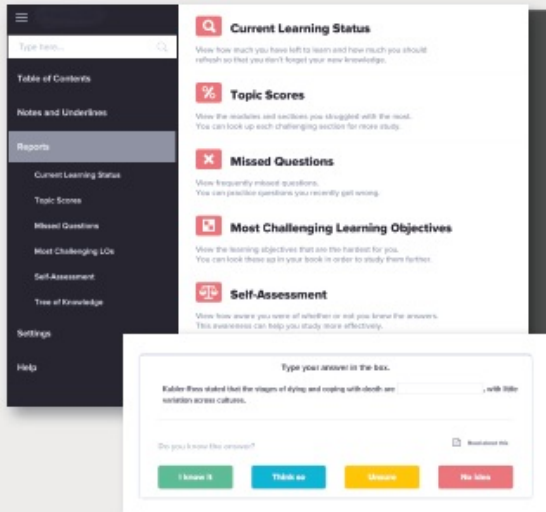 Type here...
Table of Contents
Notes and Underlines
Reports
Current Learning Status
Topic Scores
Missed Questions
Most Challenging LOs
Self-Assessment
Tree of Knowledge
Settings
Help
Current Learning Status
View how much you have left to learn and how much you should
refresh so that you don't forget your new knowledge.
%
Topic Scores
View the modules and sections you struggled with the most.
You can look up each challenging section for more study.
Missed Questions
View frequently missed questions.
You can practice questions you recently got wrong.
Most Challenging Learning Objectives
View the learning objectives that are the hardest for you.
You can look these up in your book in order to study them further.
Self-Assessment
View how aware you were of whether or not you knew the answers.
This awareness can help you study more effectively.
Type your answer in the box.
Kubler-Ross stated that the stages of dying and coping with death are , with little
variation across cultures.
Do you know the answer?
Read about this
I know it
Think so
Unsure
No idea